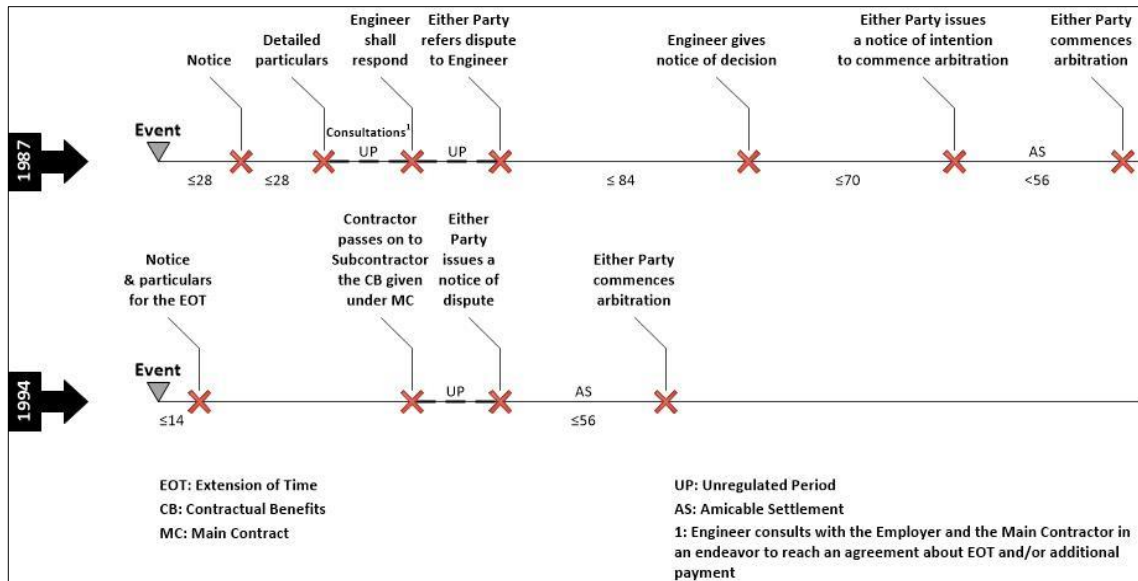 Notice
Detailed
particulars
Engineer
shall
respond
Either Party
refers dispute
to Engineer
Engineer gives
notice of decision
Either Party issues
a notice of intention
to commence arbitration
Either Party
commences
arbitration
1987
Event
Consultations¹
UP
UP
AS
≤28
≤28
≤ 84
≤70
<56
Notice
& particulars
for the EOT
Contractor
passes on to
Subcontractor
the CB given
under MC
Either
Party
issues a
notice of
dispute
Either Party
commences
arbitration
1994
Event
UP
AS
≤14
≤56
EOT: Extension of Time
CB: Contractual Benefits
MC: Main Contract
UP: Unregulated Period
AS: Amicable Settlement
1: Engineer consults with the Employer and the Main Contractor in
an endeavor to reach an agreement about EOT and/or additional
payment